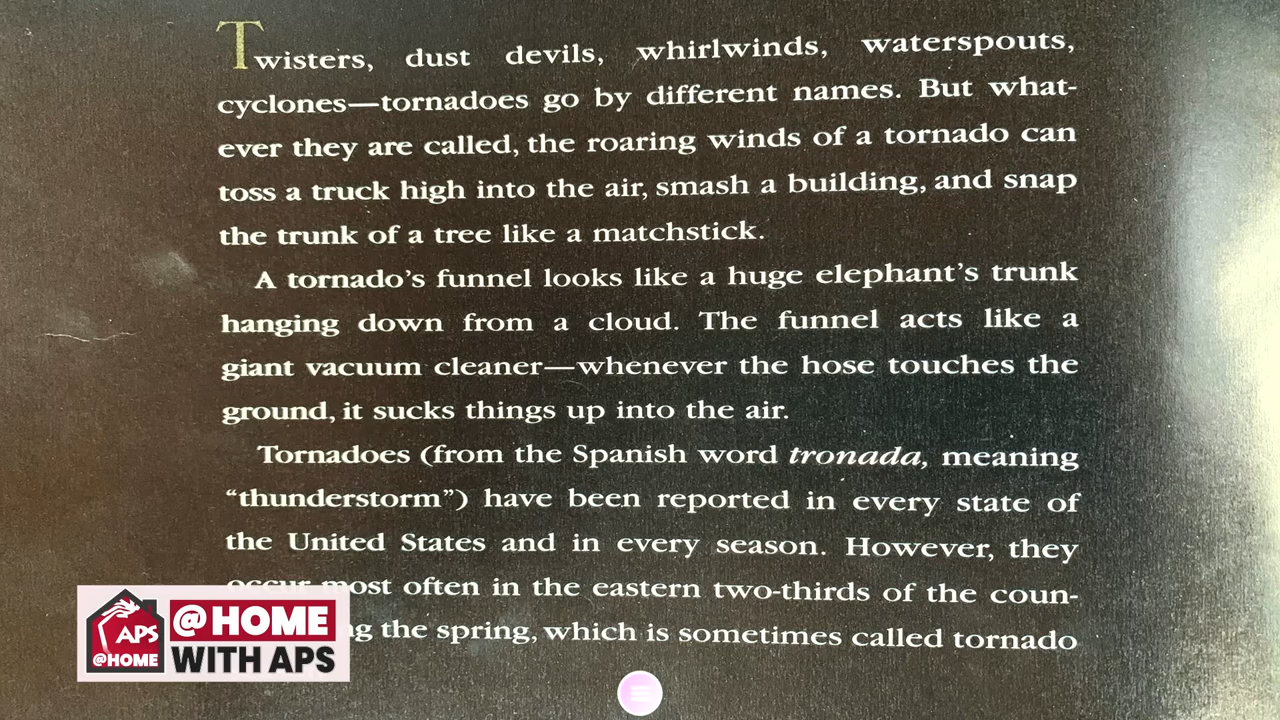 Twisters, dust devils, whirlwinds, waterspouts,
cyclones—tornadoes go by different names. But what-
ever they are called, the roaring winds of a tornado can
toss a truck high into the air, smash a building, and snap
the trunk of a tree like a matchstick.
A tornado’s funnel looks like a huge elephant’s trunk
hanging down from a cloud. The funnel acts like a
giant vacuum cleaner—whenever the hose touches the
ground, it sucks things up into the air.
Tornadoes (from the Spanish word tronada, meaning
“thunderstorm”) have been reported in every state of
the United States and in every season. However, they
occur most often in the eastern two-thirds of the coun-
the spring, which is sometimes called tornado
APS
@HOME
@HOME
WITH APS